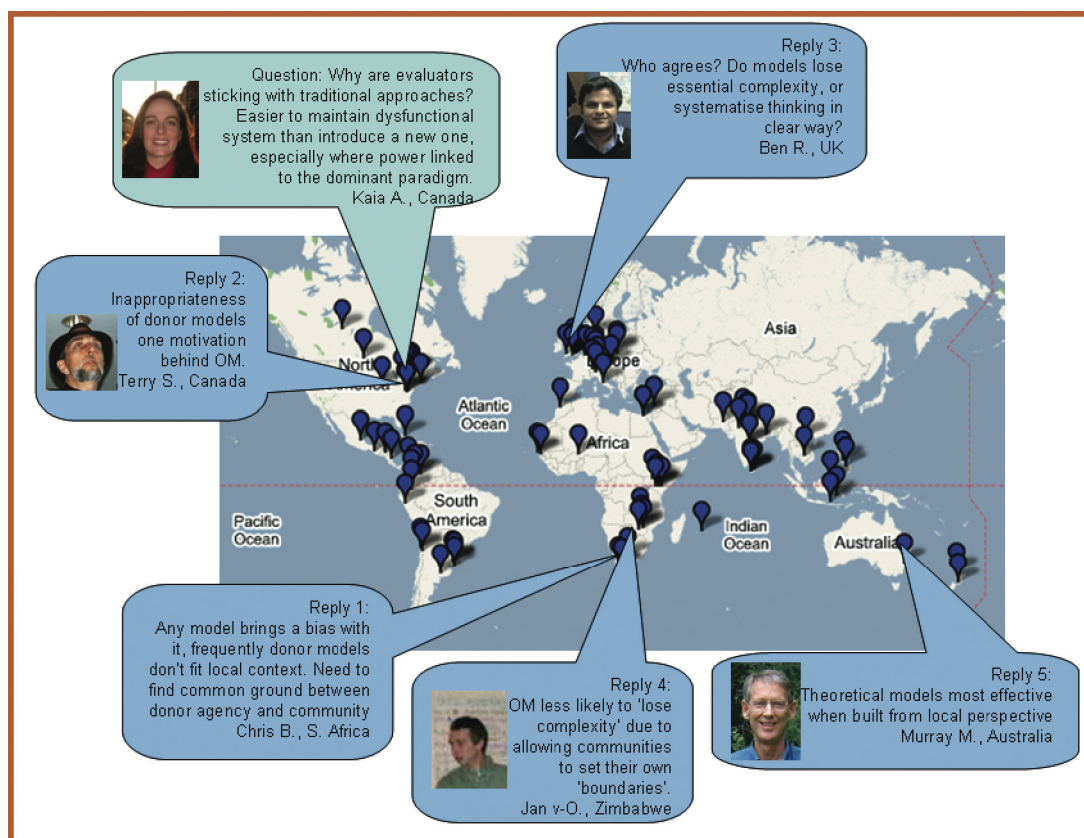 Question: Why are evaluators
sticking with traditional approaches?
Easier to maintain dysfunctional
system than introduce a new one,
especially where power linked
to the dominant paradigm.
Kaia A., Canada
Reply 3:
Who agrees? Do models lose
essential complexity, or
systematise thinking in
clear way?
Ben R., UK
Reply 2:
Inappropriateness
of donor models
one motivation
behind OM.
Terry S., Canada
North
America
Atlantic
Ocean
Europe
Asia
Africa
South
America
Pacific
Ocean
Indian
Ocean
Australia
Reply 1:
Any model brings a bias with
it, frequently donor models
don't fit local context. Need to
find common ground between
donor agency and community
Chris B., S. Africa
Reply 4:
OM less likely to 'lose
complexity' due to
allowing communities
to set their own
'boundaries'.
Jan v-O., Zimbabwe
Reply 5:
Theoretical models most effective
when built from local perspective
Murray M., Australia